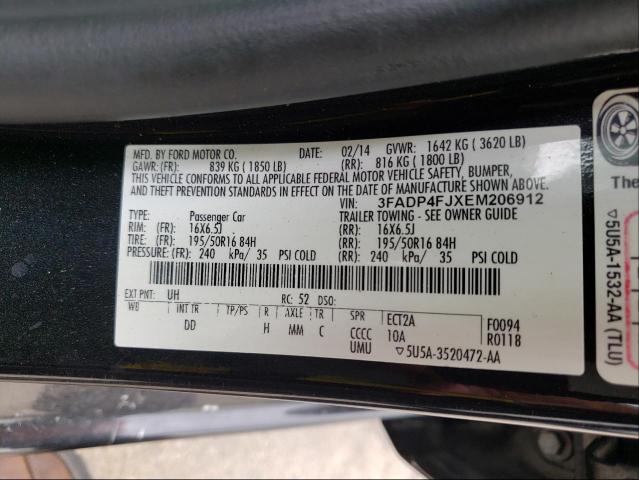 MFD. BY FORD MOTOR CO.
DATE: 02/14 GVWR: 1642 KG ( 3620 LB)
GAWR: (FR): 839 KG ( 1850 LB) (RR): 816 KG ( 1800 LB)
THIS VEHICLE CONFORMS TO ALL APPLICABLE FEDERAL MOTOR VEHICLE SAFETY, BUMPER,
AND THEFT PREVENTION STANDARDS IN EFFECT ON THE DATE OF MANUFACTURE SHOWN ABOVE.
VIN: 3FADP4FJXEM206912
TYPE: Passenger Car TRAILER TOWING - SEE OWNER GUIDE
RIM: (FR): 16X6.5J (RR): 16X6.5J
TIRE: (FR): 195/50R16 84H (RR): 195/50R16 84H
PRESSURE: (FR): 240 kPa/ 35 PSI COLD (RR): 240 kPa/ 35 PSI COLD
EXT PNT: UH RC: 52 DSO:
WB INT TR TP/PS R AXLE TR SPR ECT2A F0094
DD H MM C CCCC 10A R0118
UMU ▽5U5A-3520472-AA
The
▽5U5A-1532-AA (TLU)